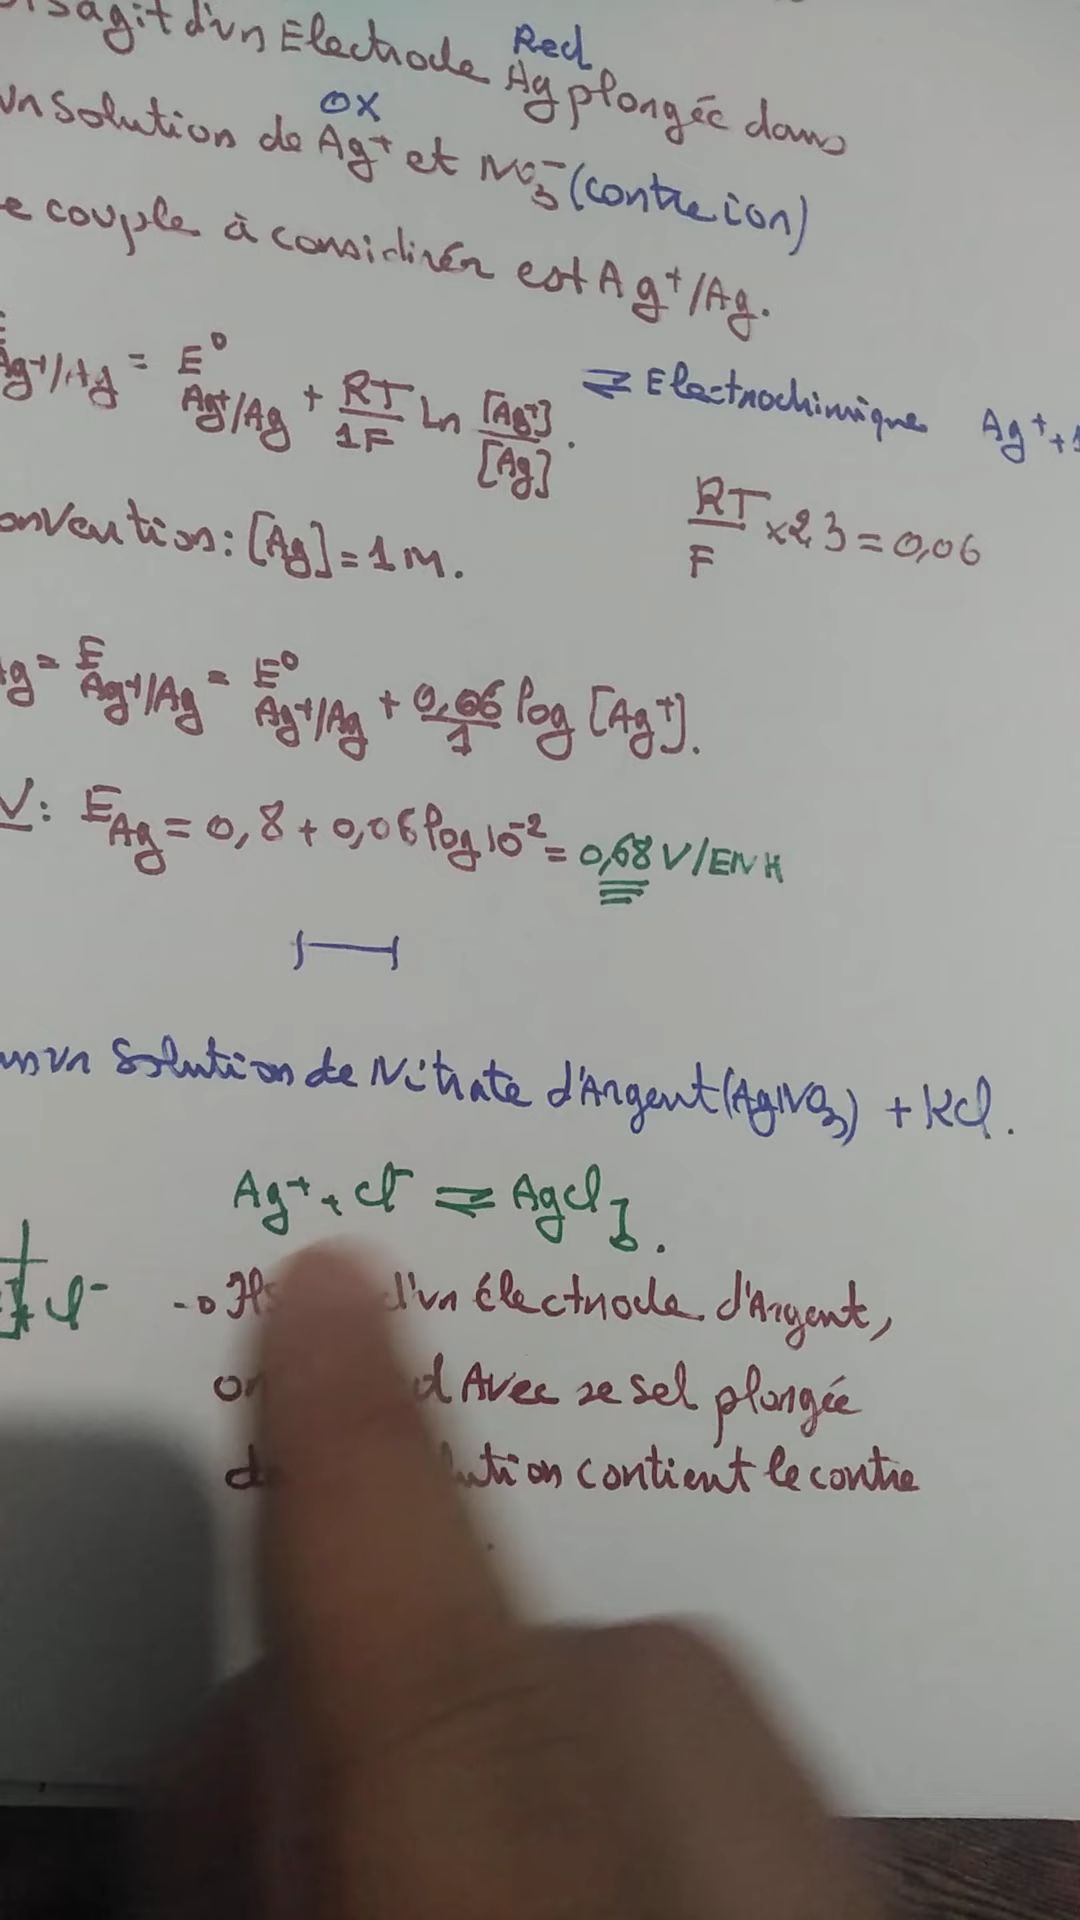 sagit d'un Electrode Red
Ag plongée dans
un solution de Ag+ OX et NO3- (contre ion)
couple à considirér est Ag+/Ag.
Ag+/Ag = E° Ag+/Ag + RT/1F Ln [Ag+]/[Ag]. ⇌ Electrochimique Ag+ +
RT/F ×2,3 = 0,06
onvention: [Ag] = 1M.
g = E Ag+/Ag = E° Ag+/Ag + 0,06/1 log [Ag+].
V: EAg = 0,8 + 0,06 log 10-2 = 0,68 V/ENH
un solution de Nitrate d'Argent (AgNO3) + KCl.
Ag+ + Cl- ⇌ AgCl↓.
Cl-
d'un électrode d'Argent,
Avec se sel plongée
contient le contre